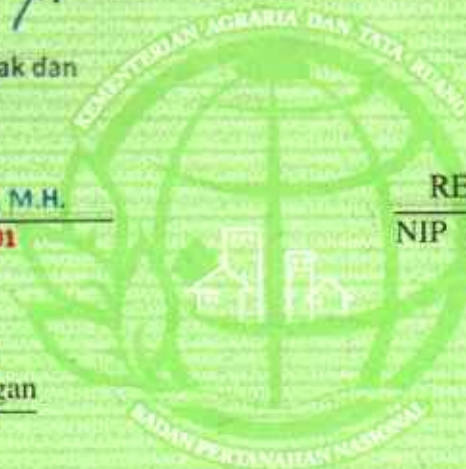 KEMENTERIAN AGRARIA DAN TATA RUANG
ak dan
M.H.
RE
NIP
gan
BADAN PERTANAHAN NASIONAL